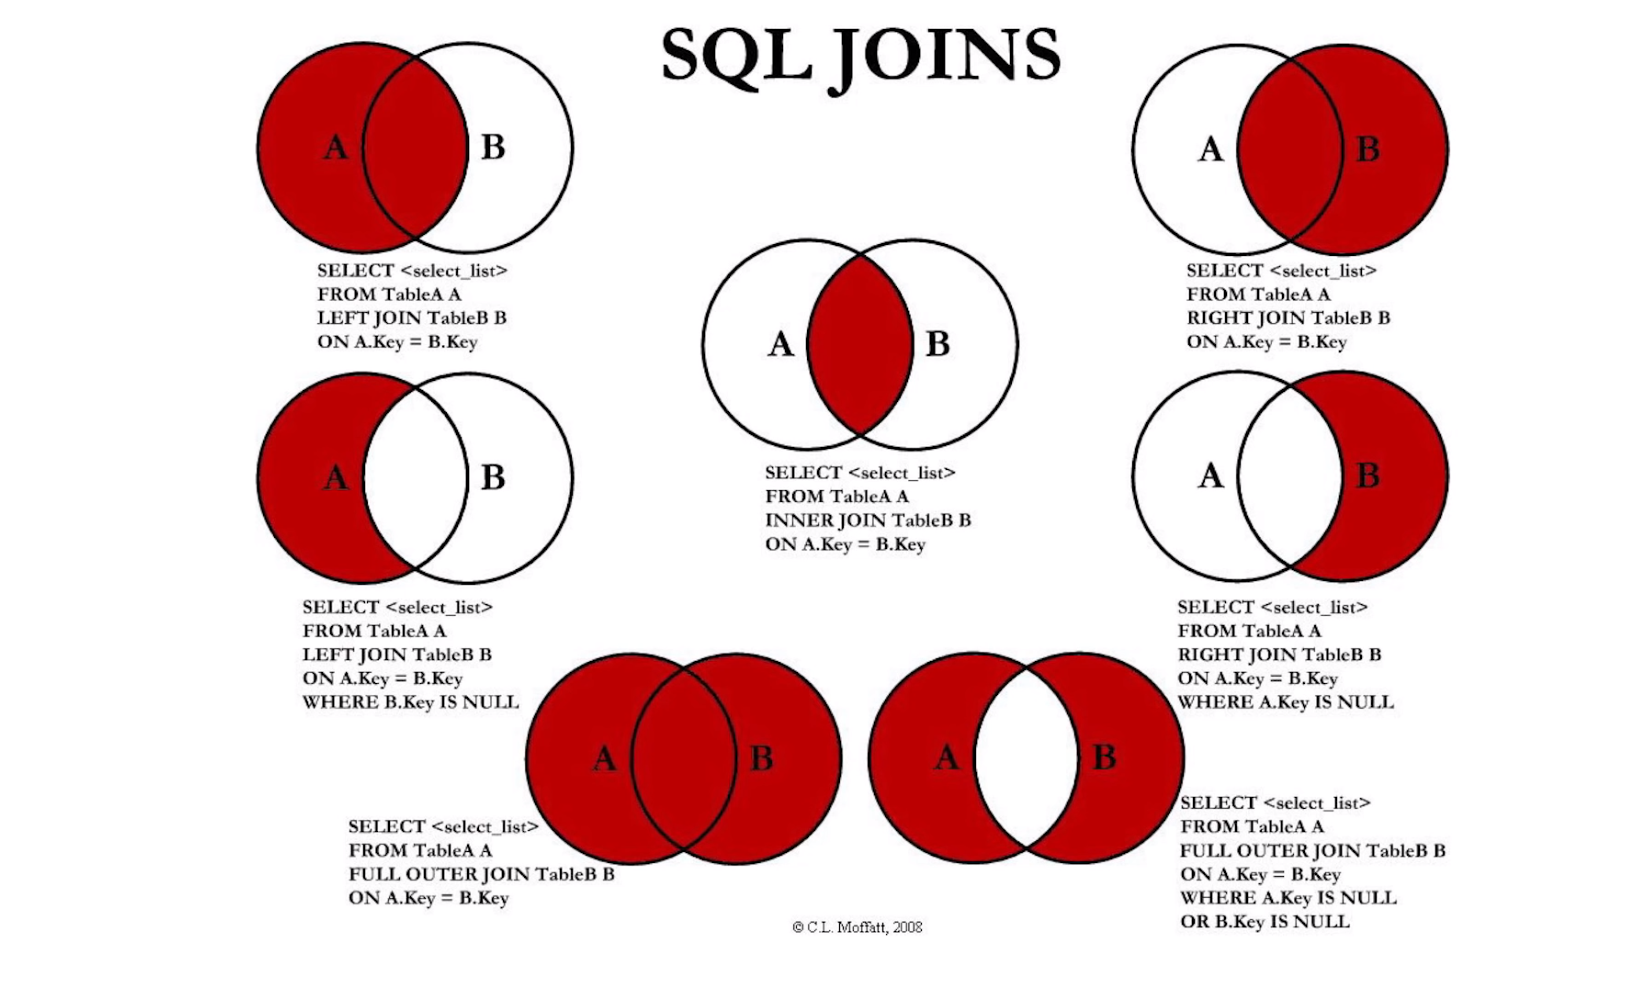 SQL JOINS
A B
SELECT <select_list>
FROM TableA A
LEFT JOIN TableB B
ON A.Key = B.Key
A B
SELECT <select_list>
FROM TableA A
RIGHT JOIN TableB B
ON A.Key = B.Key
A B
SELECT <select_list>
FROM TableA A
INNER JOIN TableB B
ON A.Key = B.Key
A B
SELECT <select_list>
FROM TableA A
LEFT JOIN TableB B
ON A.Key = B.Key
WHERE B.Key IS NULL
A B
SELECT <select_list>
FROM TableA A
RIGHT JOIN TableB B
ON A.Key = B.Key
WHERE A.Key IS NULL
A B
SELECT <select_list>
FROM TableA A
FULL OUTER JOIN TableB B
ON A.Key = B.Key
A B
SELECT <select_list>
FROM TableA A
FULL OUTER JOIN TableB B
ON A.Key = B.Key
WHERE A.Key IS NULL
OR B.Key IS NULL
© C.L. Moffatt, 2008